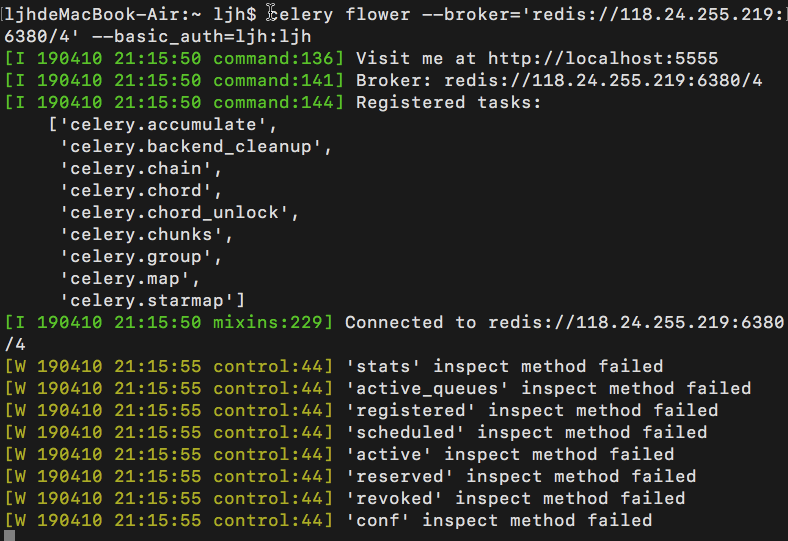 [ljhdeMacBook-Air:~ ljh$ celery flower --broker='redis://118.24.255.219:]
6380/4' --basic_auth=ljh:ljh
[I 190410 21:15:50 command:136] Visit me at http://localhost:5555
[I 190410 21:15:50 command:141] Broker: redis://118.24.255.219:6380/4
[I 190410 21:15:50 command:144] Registered tasks:
    ['celery.accumulate',
     'celery.backend_cleanup',
     'celery.chain',
     'celery.chord',
     'celery.chord_unlock',
     'celery.chunks',
     'celery.group',
     'celery.map',
     'celery.starmap']
[I 190410 21:15:50 mixins:229] Connected to redis://118.24.255.219:6380
/4
[W 190410 21:15:55 control:44] 'stats' inspect method failed
[W 190410 21:15:55 control:44] 'active_queues' inspect method failed
[W 190410 21:15:55 control:44] 'registered' inspect method failed
[W 190410 21:15:55 control:44] 'scheduled' inspect method failed
[W 190410 21:15:55 control:44] 'active' inspect method failed
[W 190410 21:15:55 control:44] 'reserved' inspect method failed
[W 190410 21:15:55 control:44] 'revoked' inspect method failed
[W 190410 21:15:55 control:44] 'conf' inspect method failed